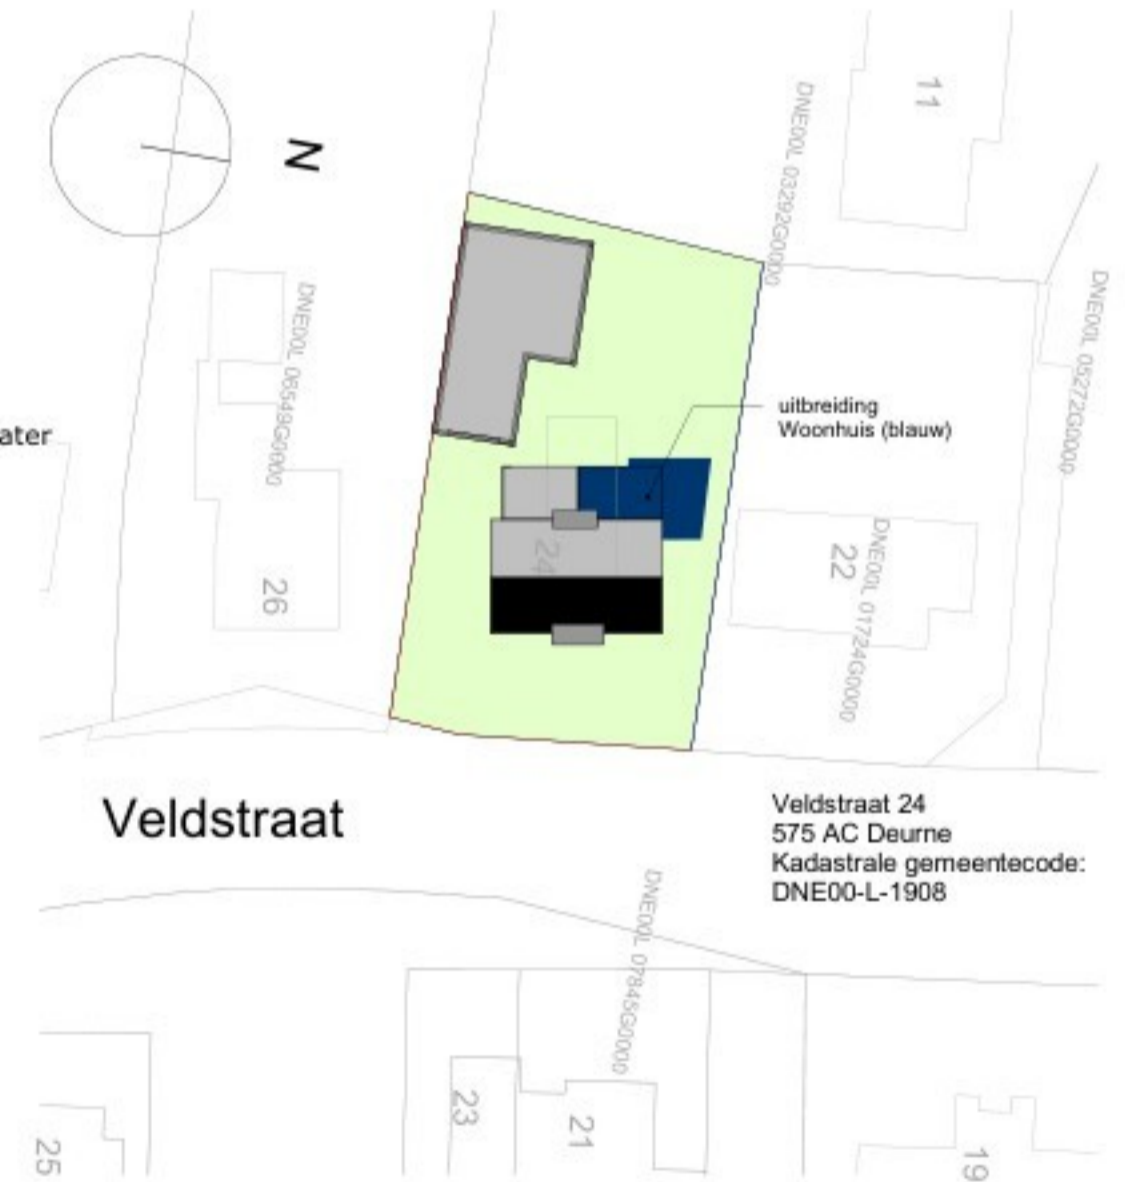 N
11
DNE00L 03292G0000
DNE00L 06549G0000
DNE00L 05272G0000
uitbreiding
Woonhuis (blauw)
ater
24
22
DNE00L 01724G0000
26
Veldstraat
Veldstraat 24
575 AC Deurne
Kadastrale gemeentecode:
DNE00-L-1908
DNE00L 07845G0000
23
21
25
19